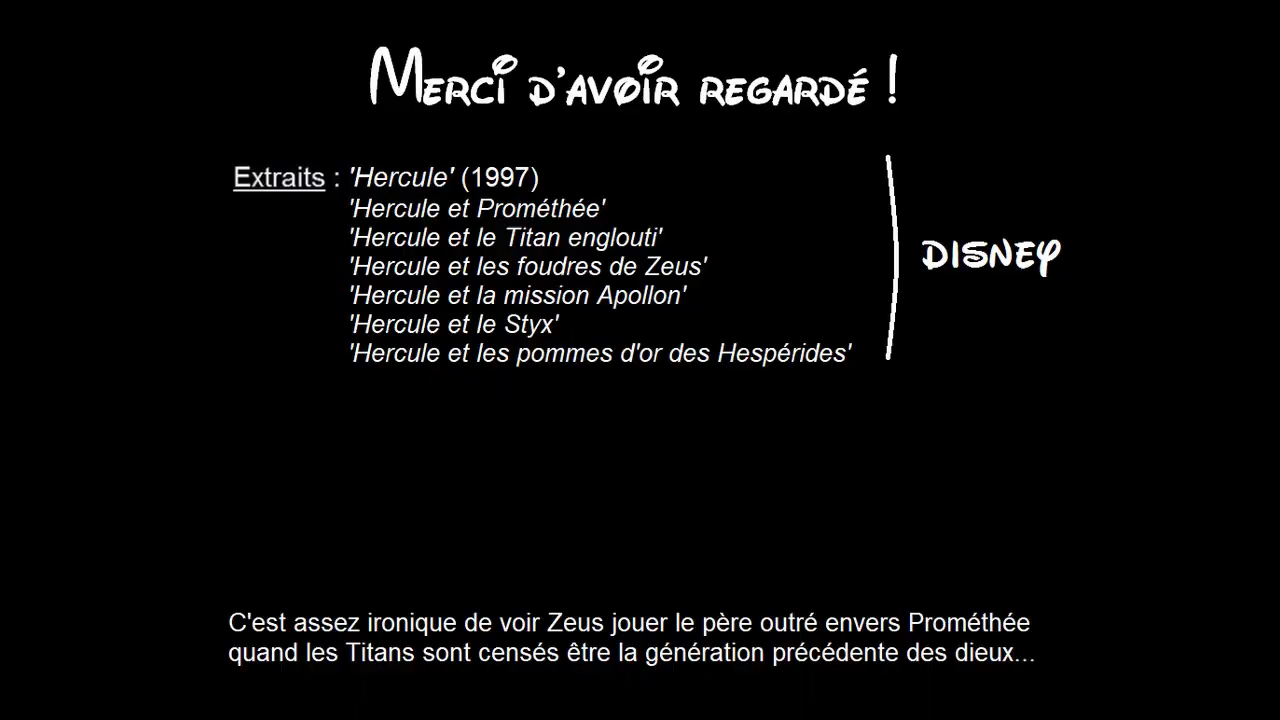 Merci d'avoir regardé !
Extraits : 'Hercule' (1997)
'Hercule et Prométhée'
'Hercule et le Titan englouti'
'Hercule et les foudres de Zeus'
'Hercule et la mission Apollon'
'Hercule et le Styx'
'Hercule et les pommes d'or des Hespérides'
DISNEY
C'est assez ironique de voir Zeus jouer le père outré envers Prométhée
quand les Titans sont censés être la génération précédente des dieux...